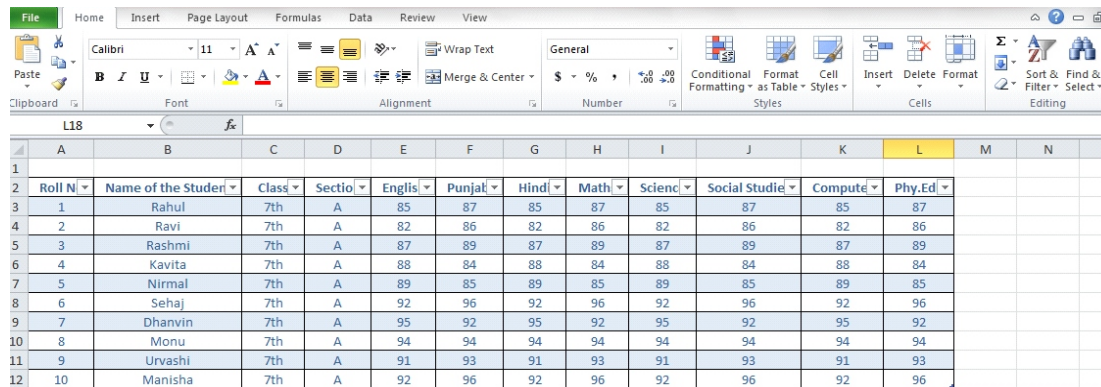 File Home Insert Page Layout Formulas Data Review View
Calibri 11 A A Wrap Text General Σ
Paste B I U A Merge & Center $ % , .0 .00 .00 .0 Conditional Formatting as Table Format Cell Styles Insert Delete Format Sort & Filter Find & Select
Clipboard Font Alignment Number Styles Cells Editing
L18 fx
A B C D E F G H I J K L M N
1
2 Roll N Name of the Studen Class Sectio Englis Punjab Hindi Math Scienc Social Studie Compute Phy.Ed
3 1 Rahul 7th A 85 87 85 87 85 87 85 87
4 2 Ravi 7th A 82 86 82 86 82 86 82 86
5 3 Rashmi 7th A 87 89 87 89 87 89 87 89
6 4 Kavita 7th A 88 84 88 84 88 84 88 84
7 5 Nirmal 7th A 89 85 89 85 89 85 89 85
8 6 Sehaj 7th A 92 96 92 96 92 96 92 96
9 7 Dhanvin 7th A 95 92 95 92 95 92 95 92
10 8 Monu 7th A 94 94 94 94 94 94 94 94
11 9 Urvashi 7th A 91 93 91 93 91 93 91 93
12 10 Manisha 7th A 92 96 92 96 92 96 92 96